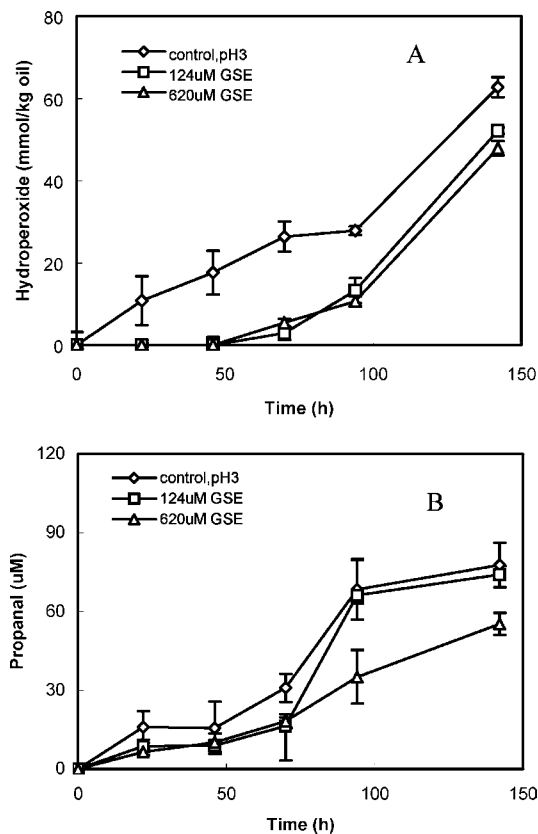 80
60
40
20
0
Hydroperoxide (mmol/kg oil)
control,pH3
124uM GSE
620uM GSE
A
0
50
100
150
Time (h)
120
90
60
30
0
Propanal (uM)
control,pH3
124uM GSE
620uM GSE
B
0
50
100
150
Time (h)